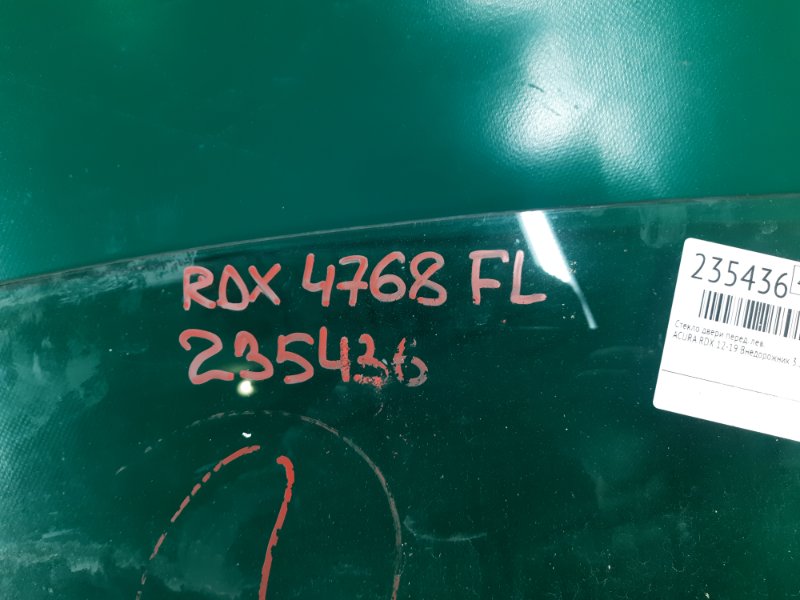 RDX 4768 FL
235436
235436
Стекло двери перед. лев.
ACURA RDX 12-19 Внедорожник